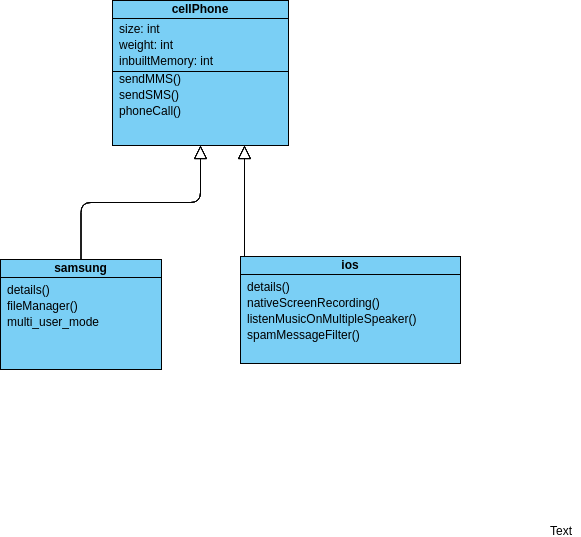 cellPhone
size: int
weight: int
inbuiltMemory: int
sendMMS()
sendSMS()
phoneCall()
samsung
details()
fileManager()
multi_user_mode
ios
details()
nativeScreenRecording()
listenMusicOnMultipleSpeaker()
spamMessageFilter()
Text